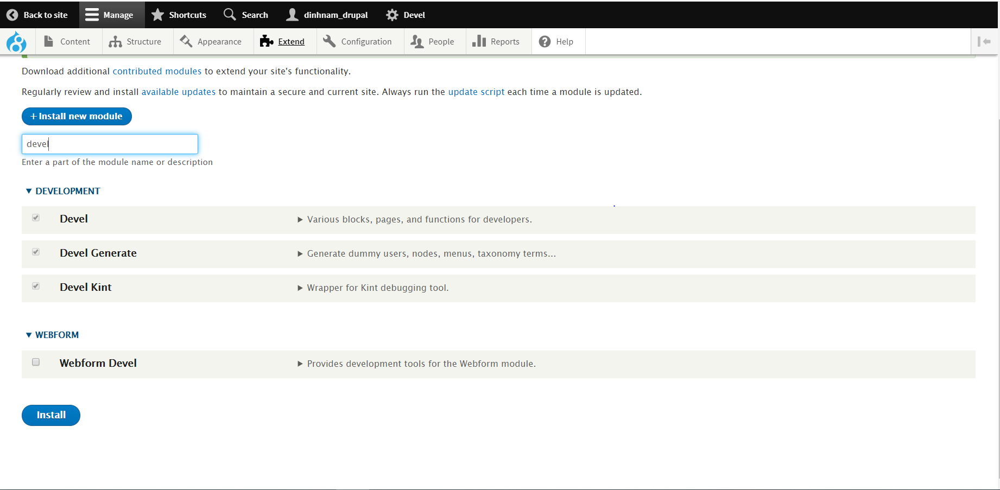 Back to site Manage Shortcuts Search dinhnam_drupal Devel
Content Structure Appearance Extend Configuration People Reports Help
Download additional contributed modules to extend your site's functionality.
Regularly review and install available updates to maintain a secure and current site. Always run the update script each time a module is updated.
+ Install new module
devel
Enter a part of the module name or description
▼ DEVELOPMENT
Devel ▶ Various blocks, pages, and functions for developers.
Devel Generate ▶ Generate dummy users, nodes, menus, taxonomy terms...
Devel Kint ▶ Wrapper for Kint debugging tool.
▼ WEBFORM
Webform Devel ▶ Provides development tools for the Webform module.
Install